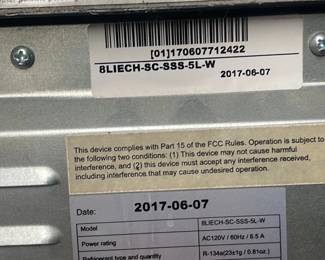 [01]170607712422
8LIECH-SC-SSS-5L-W
2017-06-07
This device complies with Part 15 of the FCC Rules. Operation is subject to
the following two conditions: (1) This device may not cause harmful
interference, and (2) this device must accept any interference received,
including interference that may cause undesired operation.
Date: 2017-06-07
Model 8LIECH-SC-SSS-5L-W
Power rating AC120V / 60Hz / 6.5 A
Refrigerant type and quantity R-134a(23±1g / 0.81oz.)